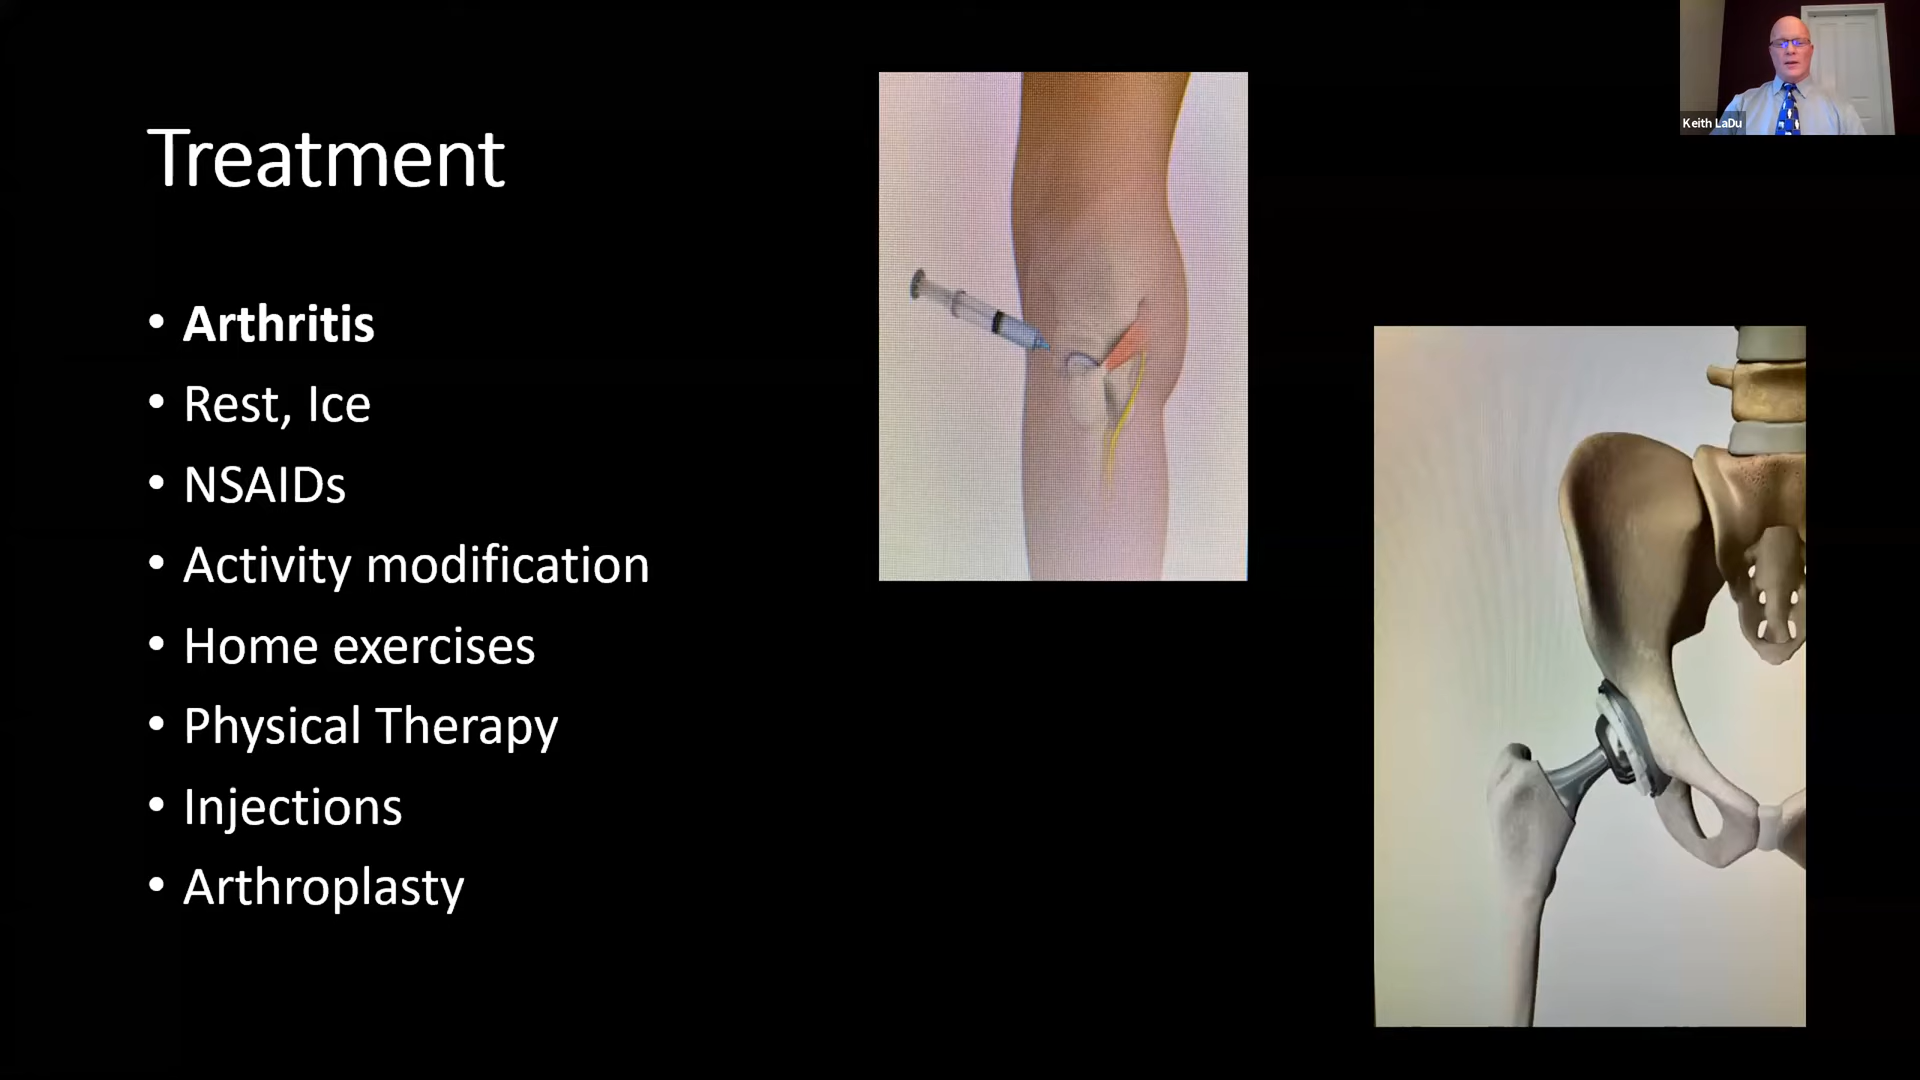 Treatment
• Arthritis
• Rest, Ice
• NSAIDs
• Activity modification
• Home exercises
• Physical Therapy
• Injections
• Arthroplasty
Keith LaDu